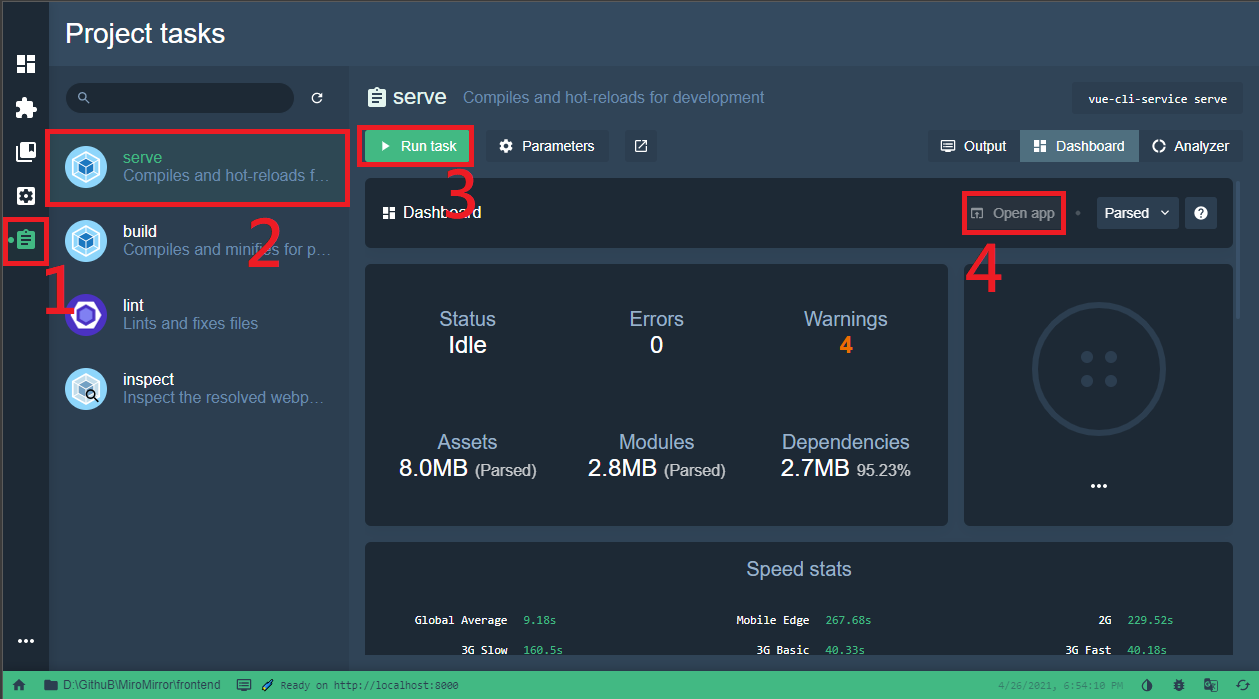 Project tasks
serve
Compiles and hot-reloads f...
build
Compiles and minifies for p...
lint
Lints and fixes files
inspect
Inspect the resolved webp...
1
2
serve Compiles and hot-reloads for development
vue-cli-service serve
Run task Parameters
Output Dashboard Analyzer
3
Dashboard
Open app Parsed ?
4
Status Errors Warnings
Idle 0 4
Assets Modules Dependencies
8.0MB (Parsed) 2.8MB (Parsed) 2.7MB 95.23%
Speed stats
Global Average 9.18s Mobile Edge 267.68s 2G 229.52s
3G Slow 160.5s 3G Basic 40.33s 3G Fast 40.18s
D:\GithuB\MiroMirror\frontend Ready on http://localhost:8000 4/26/2021, 6:54:10 PM